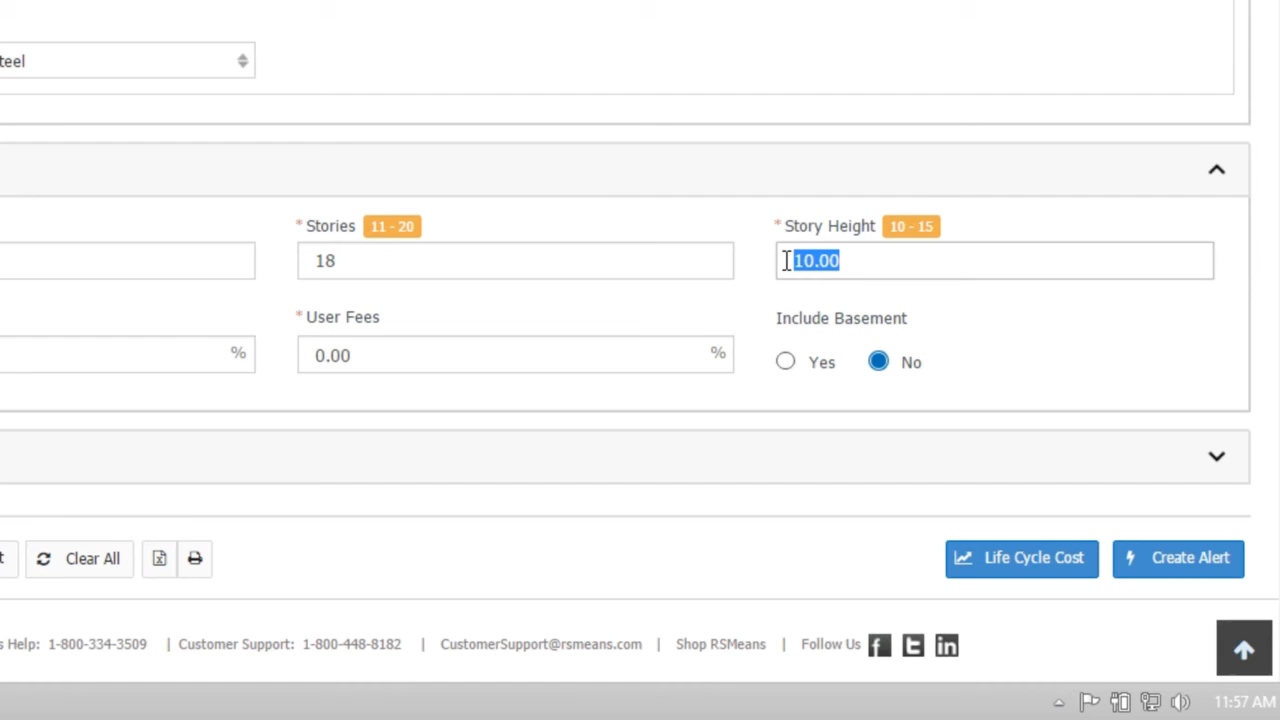 teel
* Stories 11 - 20
* Story Height 10 - 15
18
10.00
* User Fees
Include Basement
%
0.00 %
Yes No
t Clear All
Life Cycle Cost
Create Alert
s Help: 1-800-334-3509 | Customer Support: 1-800-448-8182 | CustomerSupport@rsmeans.com | Shop RSMeans | Follow Us f t in
11:57 AM